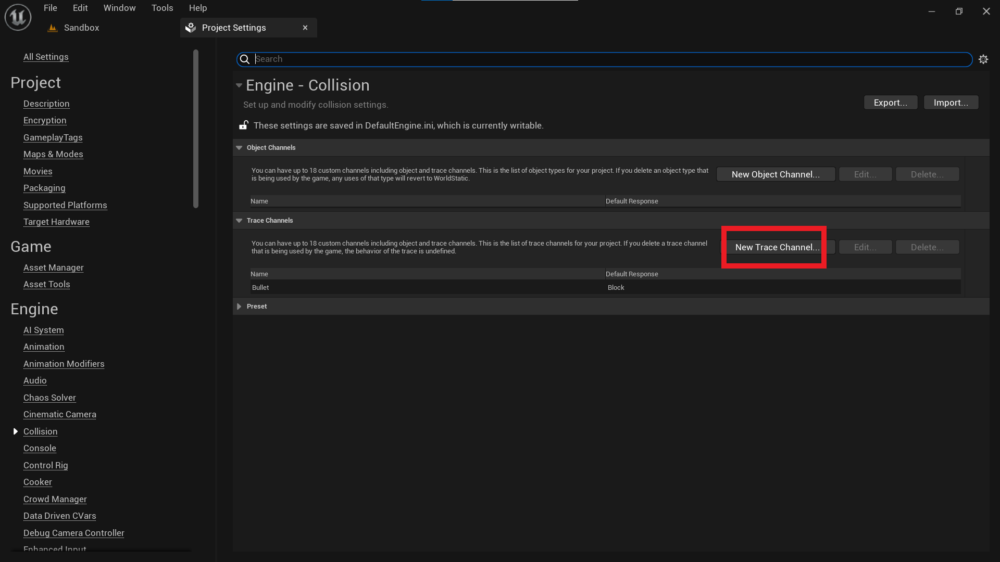 File Edit Window Tools Help
Sandbox
Project Settings
All Settings
Project
Description
Encryption
GameplayTags
Maps & Modes
Movies
Packaging
Supported Platforms
Target Hardware
Game
Asset Manager
Asset Tools
Engine
AI System
Animation
Animation Modifiers
Audio
Chaos Solver
Cinematic Camera
Collision
Console
Control Rig
Cooker
Crowd Manager
Data Driven CVars
Debug Camera Controller
Enhanced Input
Search
Engine - Collision
Set up and modify collision settings.
Export... Import...
These settings are saved in DefaultEngine.ini, which is currently writable.
Object Channels
You can have up to 18 custom channels including object and trace channels. This is the list of object types for your project. If you delete an object type that
is being used by the game, any uses of that type will revert to WorldStatic.
New Object Channel... Edit... Delete...
Name Default Response
Trace Channels
You can have up to 18 custom channels including object and trace channels. This is the list of trace channels for your project. If you delete a trace channel
that is being used by the game, the behavior of the trace is undefined.
New Trace Channel... Edit... Delete...
Name Default Response
Bullet Block
Preset